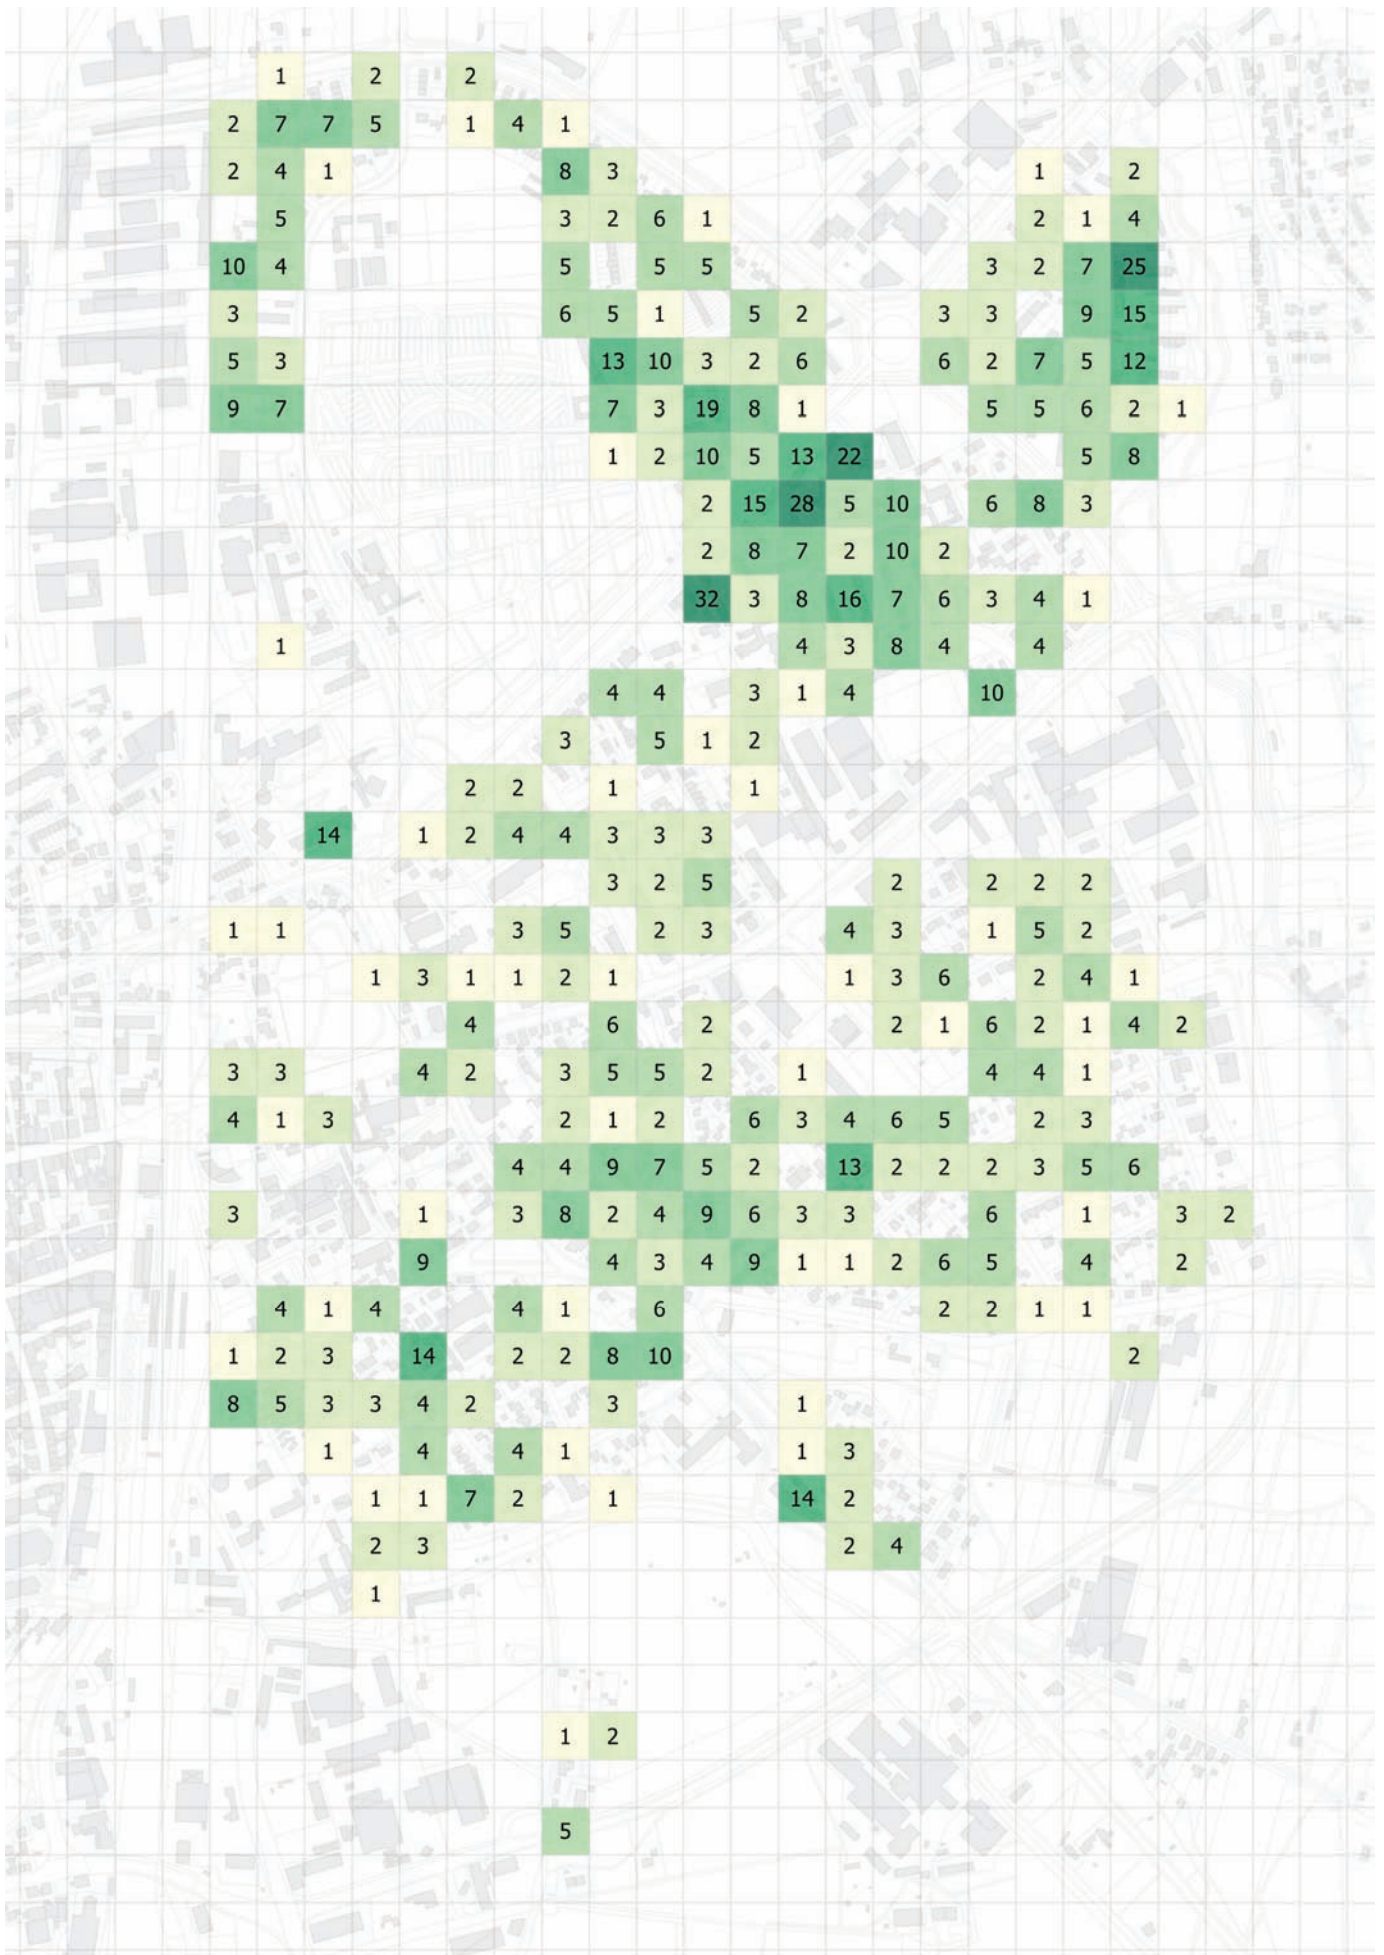 1 2 2
2 7 7 5 1 4 1
2 4 1 8 3 1 2
5 3 2 6 1 2 1 4
10 4 5 5 5 3 2 7 25
3 6 5 1 5 2 3 3 9 15
5 3 13 10 3 2 6 6 2 7 5 12
9 7 7 3 19 8 1 5 5 6 2 1
1 2 10 5 13 22 5 8
2 15 28 5 10 6 8 3
2 8 7 2 10 2
32 3 8 16 7 6 3 4 1
1 4 3 8 4 4
4 4 3 1 4 10
3 5 1 2
2 2 1 1
14 1 2 4 4 3 3 3
3 2 5 2 2 2 2
1 1 3 5 2 3 4 3 1 5 2
1 3 1 1 2 1 1 3 6 2 4 1
4 6 2 2 1 6 2 1 4 2
3 3 4 2 3 5 5 2 1 4 4 1
4 1 3 2 1 2 6 3 4 6 5 2 3
4 4 9 7 5 2 13 2 2 2 3 5 6
3 1 3 8 2 4 9 6 3 3 6 1 3 2
9 4 3 4 9 1 1 2 6 5 4 2
4 1 4 4 1 6 2 2 1 1
1 2 3 14 2 2 8 10 2
8 5 3 3 4 2 3 1
1 4 4 1 1 3
1 1 7 2 1 14 2
2 3 2 4
1
1 2
5